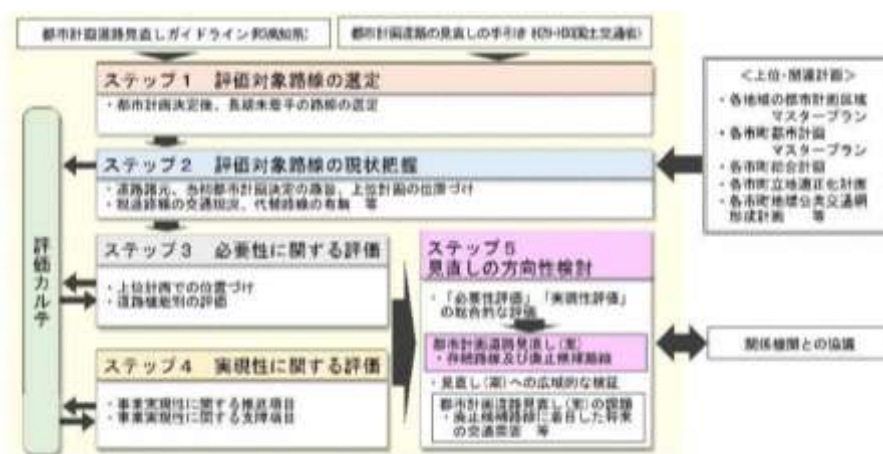 都市計画道路見直しガイドライン
都市計画道路の見直しの手引き
ステップ1 評価対象路線の選定
・都市計画決定後、長期未着手の路線の選定
ステップ2 評価対象路線の現状把握
・道路諸元、当初都市計画決定の趣旨、上位計画の位置づけ
・既決路線の交通現況、代替路線の有無 等
評価カルテ
ステップ3 必要性に関する評価
・上位計画での位置づけ
・道路機能別の評価
ステップ4 実現性に関する評価
・事業実現性に関する推進項目
・事業実現性に関する支障項目
ステップ5
見直しの方向性検討
・「必要性評価」「実現性評価」
の総合的な評価
都市計画道路見直し(案)
・存続路線及び廃止候補路線
・見直し(案)への広域的な検証
都市計画道路見直し(案)の課題
・廃止候補路線に着目した将来
の交通需要 等
<上位・関連計画>
・各地域の都市計画区域
マスタープラン
・各市町都市計画
マスタープラン
・各市町総合計画
・各市町立地適正化計画
・各市町地域公共交通網
形成計画 等
関係機関との協議